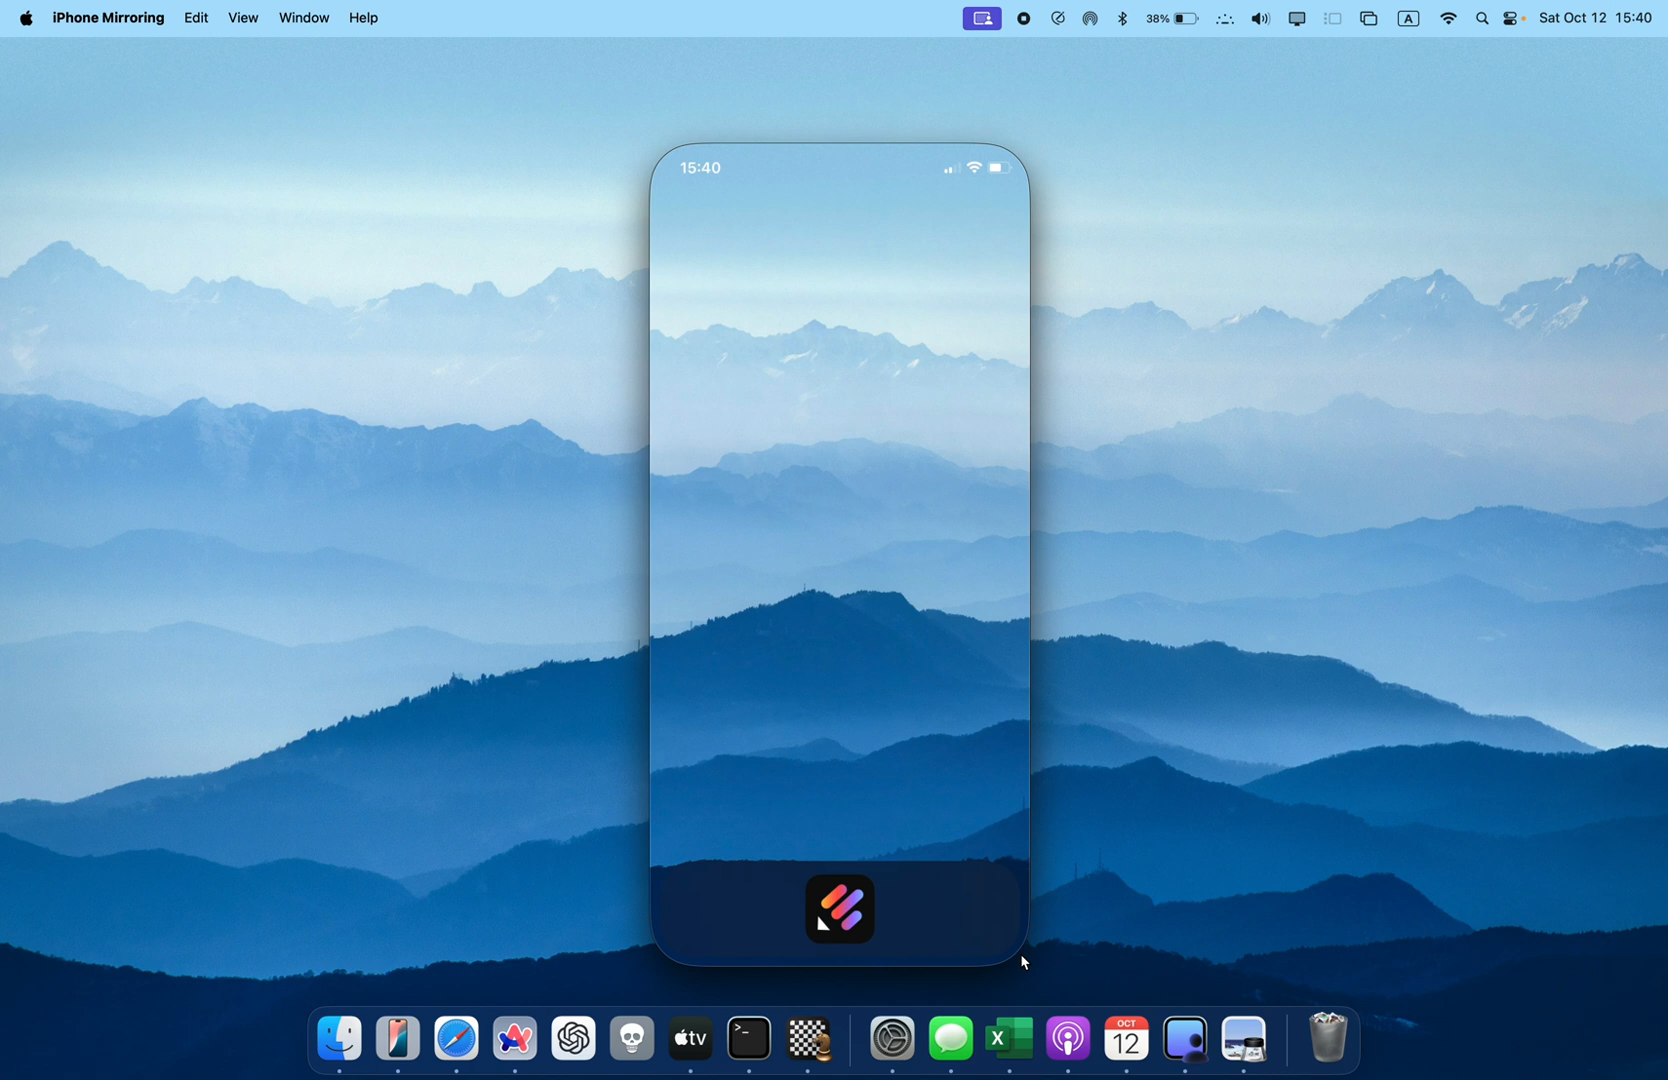 iPhone Mirroring Edit View Window Help 38% A Sat Oct 12 15:40
15:40
tv
>_
X
OCT
12